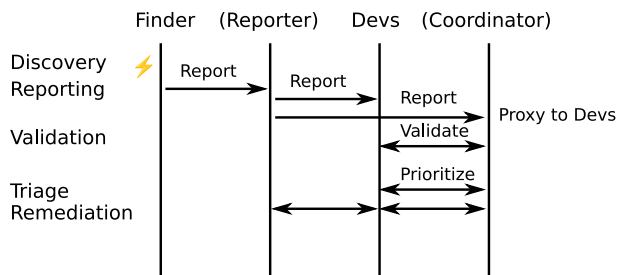 Finder (Reporter) Devs (Coordinator)
Discovery
Report
Reporting
Report
Report
Proxy to Devs
Validation
Validate
Prioritize
Triage
Remediation